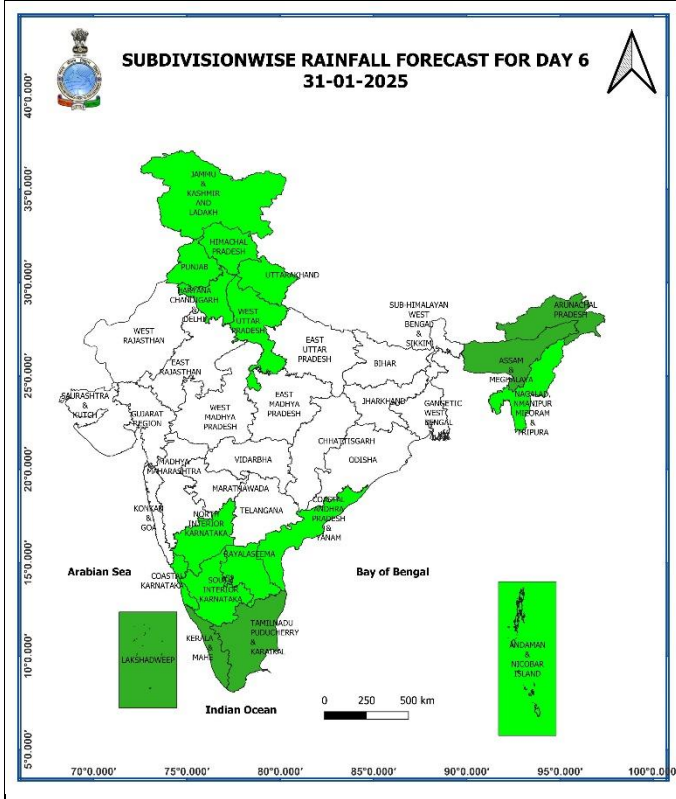 SUBDIVISIONWISE RAINFALL FORECAST FOR DAY 6
31-01-2025
40°0.000'
35°0.000'
30°0.000'
25°0.000'
20°0.000'
15°0.000'
10°0.000'
5°0.000'
JAMMU
&
KASHMIR
AND
LADAKH
HIMACHAL
PRADESH
PUNJAB
UTTARAKHAND
HARYANA
CHANDIGARH
&
DELHI
WEST
UTTAR
PRADESH
WEST
RAJASTHAN
EAST
RAJASTHAN
EAST
UTTAR
PRADESH
SUB-HIMALAYAN
WEST
BENGAL
&
SIKKIM
ARUNACHAL
PRADESH
ASSAM
&
MEGHALAYA
NAGALAD,
NMANIPUR
MIZORAM
&
TRIPURA
BIHAR
JHARKHAND
GANGETIC
WEST
BENGAL
SAURASHTRA
&
KUTCH
GUJARAT
REGION
WEST
MADHYA
PRADESH
EAST
MADHYA
PRADESH
CHHATTISGARH
ODISHA
VIDARBHA
MADHYA
MAHARSHTRA
MARATHAWADA
TELANGANA
KONKAN
&
GOA
NORTH
INTERIOR
KARNATAKA
COASTAL
ANDHRA
PRADESH
&
YANAM
RAYALASEEMA
COASTAL
KARNATAKA
SOUTH
INTERIOR
KARNATAKA
Arabian Sea
Bay of Bengal
LAKSHADWEEP
KERALA
&
MAHE
TAMILNADU
PUDUCHERRY
&
KARAIKAL
ANDAMAN
&
NICOBAR
ISLAND
Indian Ocean
0 250 500 km
70°0.000' 75°0.000' 80°0.000' 85°0.000' 90°0.000' 95°0.000' 100°0.000'